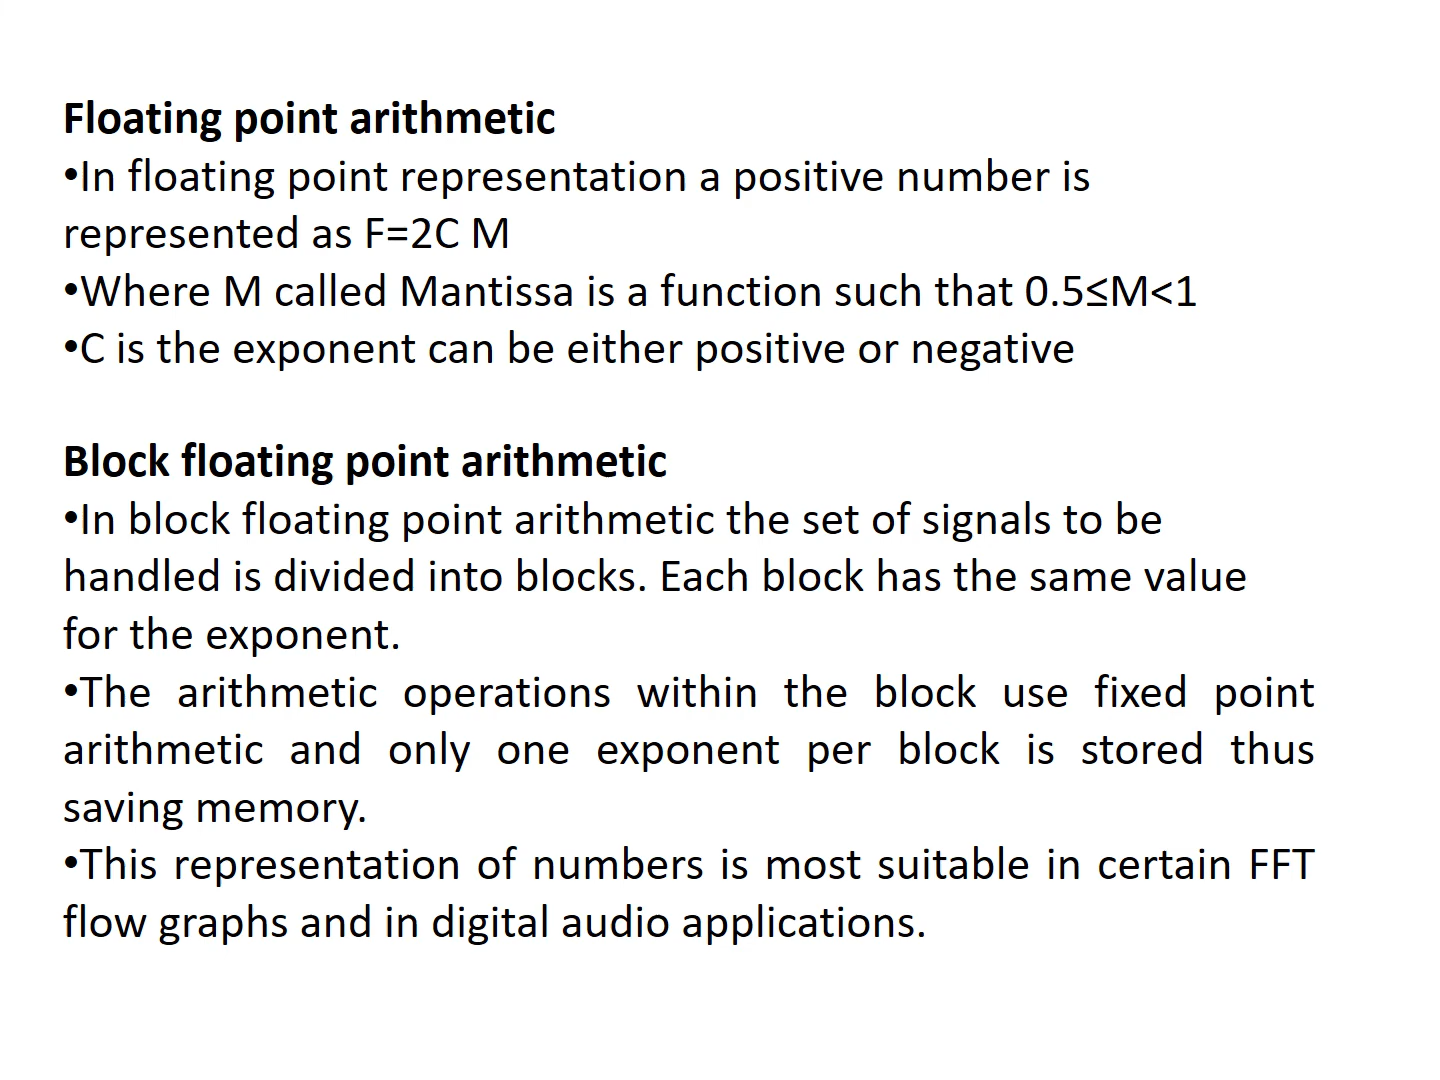 Floating point arithmetic
•In floating point representation a positive number is
represented as F=2C M
•Where M called Mantissa is a function such that 0.5≤M<1
•C is the exponent can be either positive or negative
Block floating point arithmetic
•In block floating point arithmetic the set of signals to be
handled is divided into blocks. Each block has the same value
for the exponent.
•The arithmetic operations within the block use fixed point
arithmetic and only one exponent per block is stored thus
saving memory.
•This representation of numbers is most suitable in certain FFT
flow graphs and in digital audio applications.